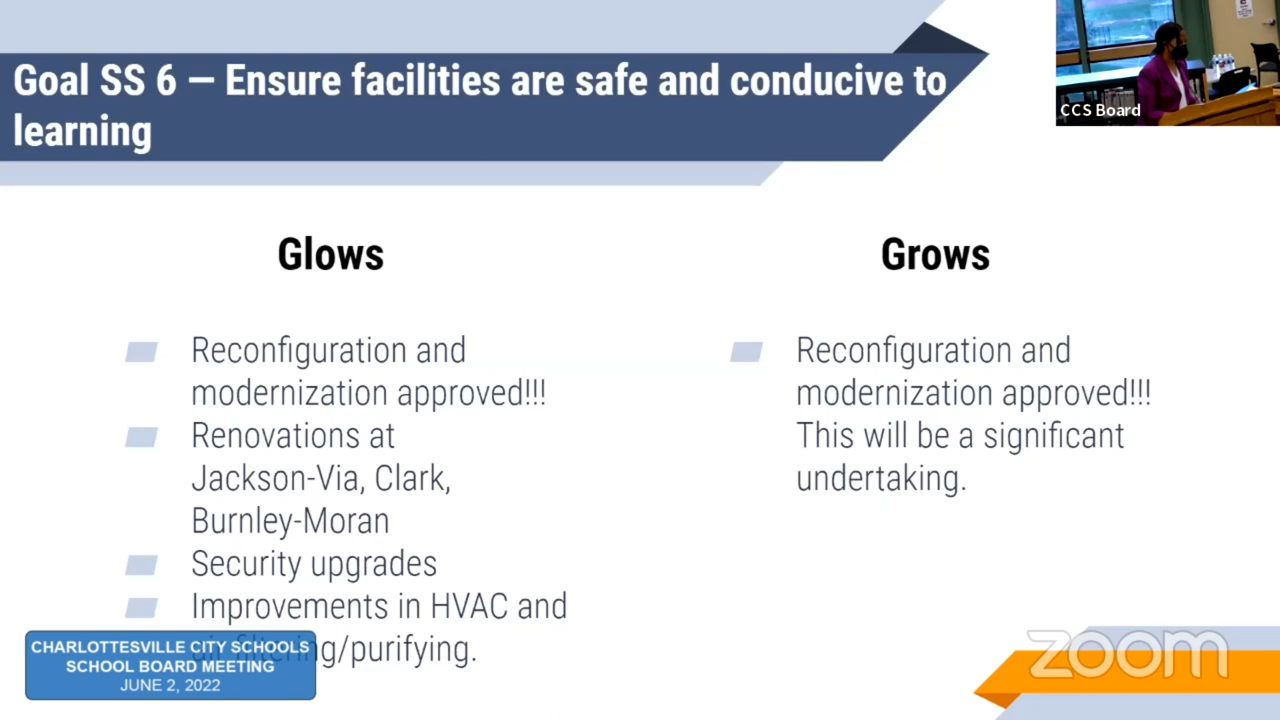 Goal SS 6 – Ensure facilities are safe and conducive to
learning
CCS Board
Glows
Reconfiguration and
modernization approved!!!
Renovations at
Jackson-Via, Clark,
Burnley-Moran
Security upgrades
Improvements in HVAC and
air filtering/purifying.
Grows
Reconfiguration and
modernization approved!!!
This will be a significant
undertaking.
CHARLOTTESVILLE CITY SCHOOLS
SCHOOL BOARD MEETING
JUNE 2, 2022
zoom